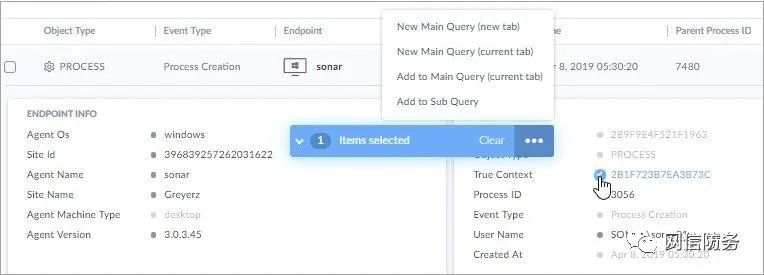 Object Type Event Type Endpoint Parent Process ID
New Main Query (new tab)
New Main Query (current tab)
Add to Main Query (current tab)
Add to Sub Query
PROCESS Process Creation sonar 8, 2019 05:30:20 7480
ENDPOINT INFO
Agent Os windows
Site Id 396839257262031622
Agent Name sonar
Site Name Greyerz
Agent Machine Type desktop
Agent Version 3.0.3.45
1 Items selected Clear •••
2B9F9E4F521F1963
Object Type PROCESS
True Context 2B1F723B7EA3B73C
Process ID 3056
Event Type Process Creation
User Name
Created At Apr 8, 2019 05:30:20
网信防务